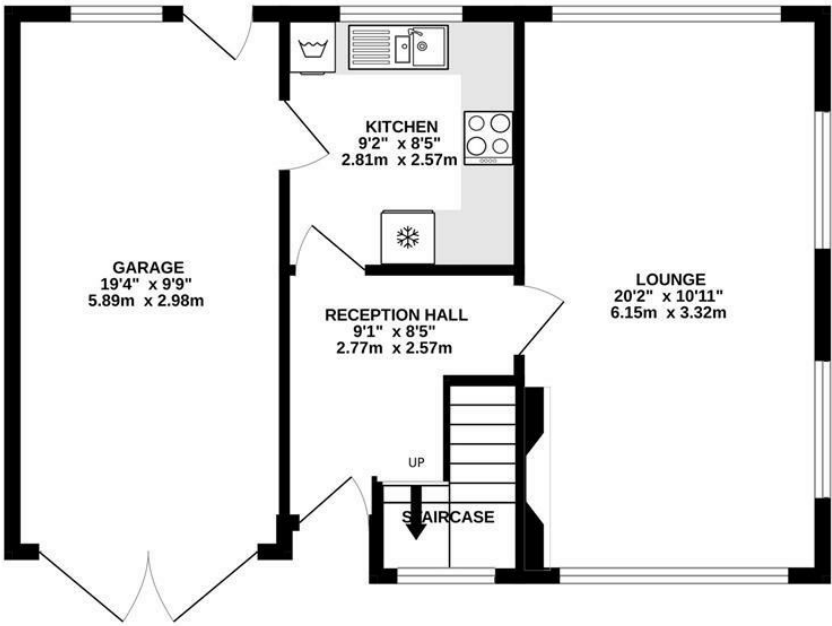 KITCHEN
9'2" x 8'5"
2.81m x 2.57m
GARAGE
19'4" x 9'9"
5.89m x 2.98m
LOUNGE
20'2" x 10'11"
6.15m x 3.32m
RECEPTION HALL
9'1" x 8'5"
2.77m x 2.57m
UP
STAIRCASE